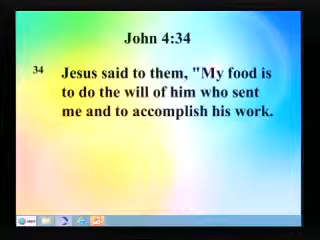 John 4:34
34 Jesus said to them, "My food is
to do the will of him who sent
me and to accomplish his work.